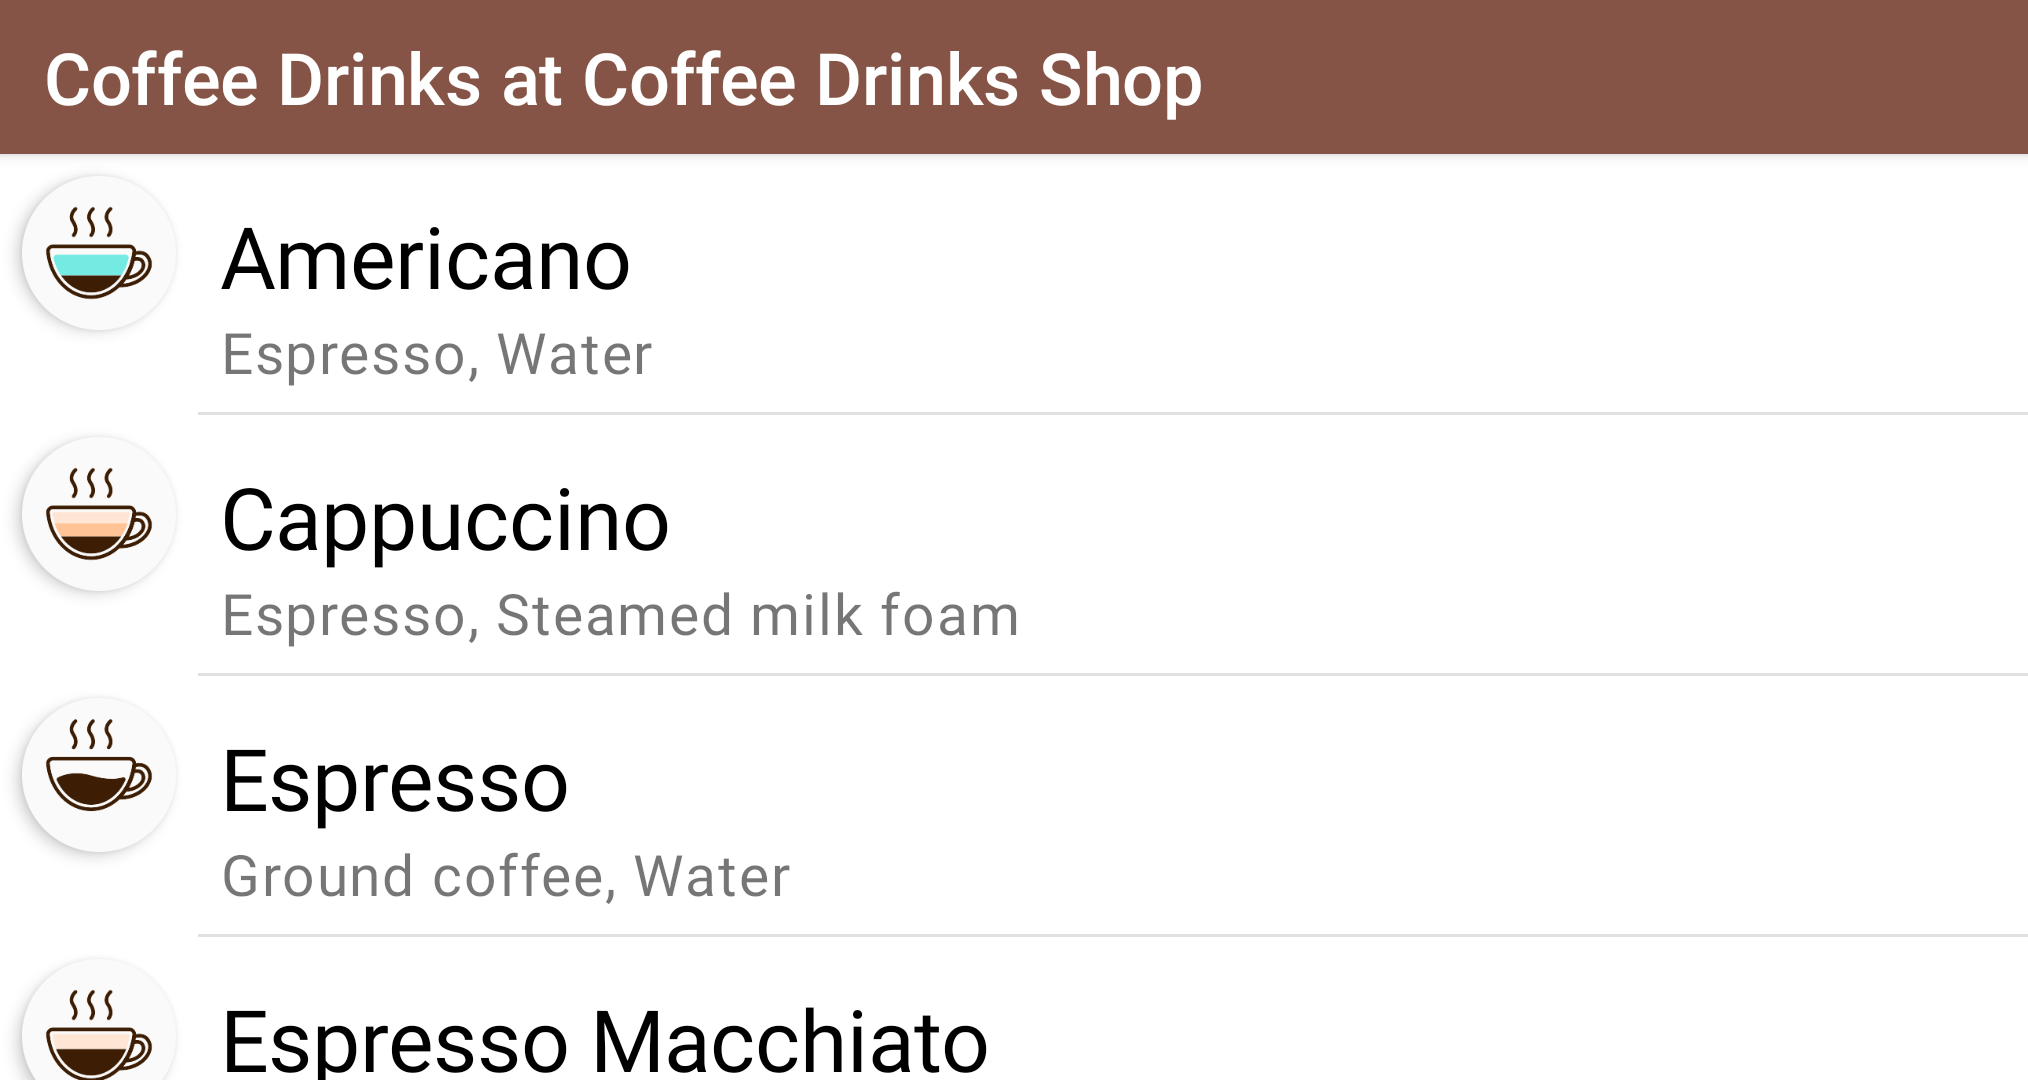 Coffee Drinks at Coffee Drinks Shop
Americano
Espresso, Water
Cappuccino
Espresso, Steamed milk foam
Espresso
Ground coffee, Water
Espresso Macchiato